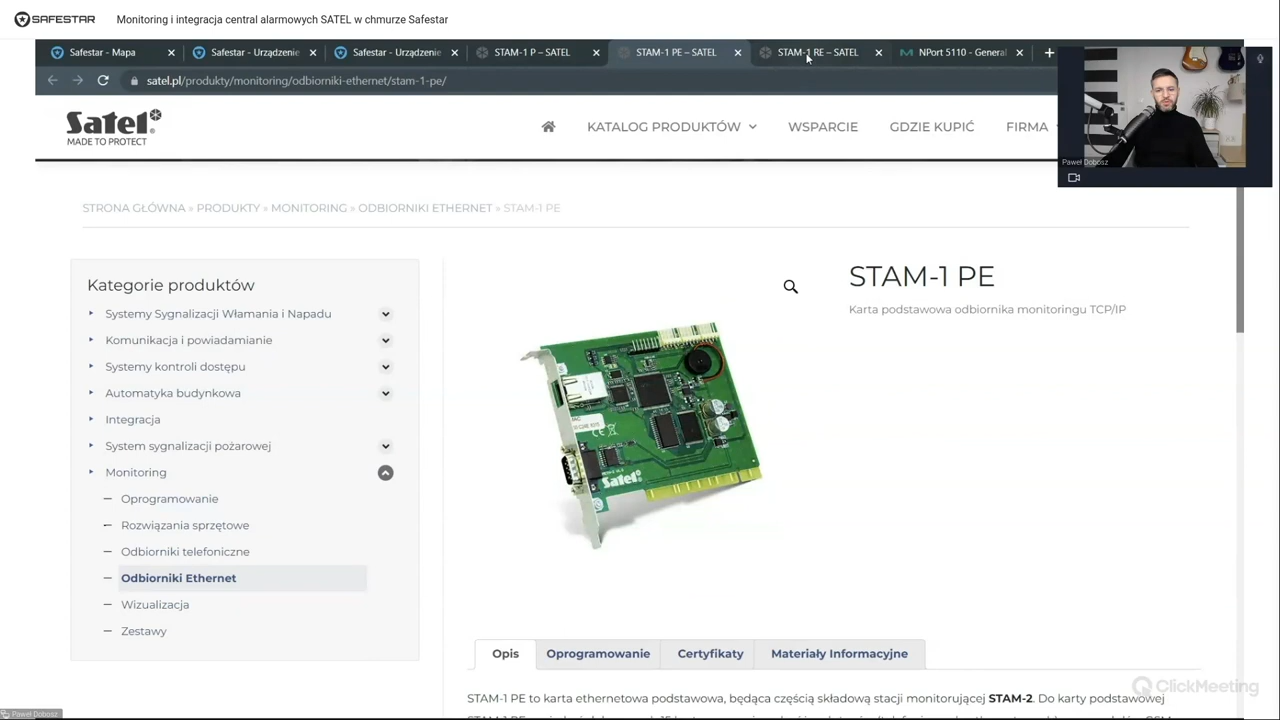 SAFESTAR
Monitoring i integracja central alarmowych SATEL w chmurze Safestar
Safestar - Mapa
Safestar - Urządzenie
Safestar - Urządzenie
STAM-1 P – SATEL
STAM-1 PE – SATEL
STAM-1 RE – SATEL
NPort 5110 - General
satel.pl/produkty/monitoring/odbiorniki-ethernet/stam-1-pe/
Satel
MADE TO PROTECT
KATALOG PRODUKTÓW
WSPARCIE
GDZIE KUPIĆ
FIRMA
Paweł Dobosz
STRONA GŁÓWNA » PRODUKTY » MONITORING » ODBIORNIKI ETHERNET » STAM-1 PE
Kategorie produktów
Systemy Sygnalizacji Włamania i Napadu
Komunikacja i powiadamianie
Systemy kontroli dostępu
Automatyka budynkowa
Integracja
System sygnalizacji pożarowej
Monitoring
Oprogramowanie
Rozwiązania sprzętowe
Odbiorniki telefoniczne
Odbiorniki Ethernet
Wizualizacja
Zestawy
STAM-1 PE
Karta podstawowa odbiornika monitoringu TCP/IP
Satel
Opis
Oprogramowanie
Certyfikaty
Materiały Informacyjne
STAM-1 PE to karta ethernetowa podstawowa, będąca częścią składową stacji monitorującej STAM-2. Do karty podstawowej
ClickMeeting
Paweł Dobosz